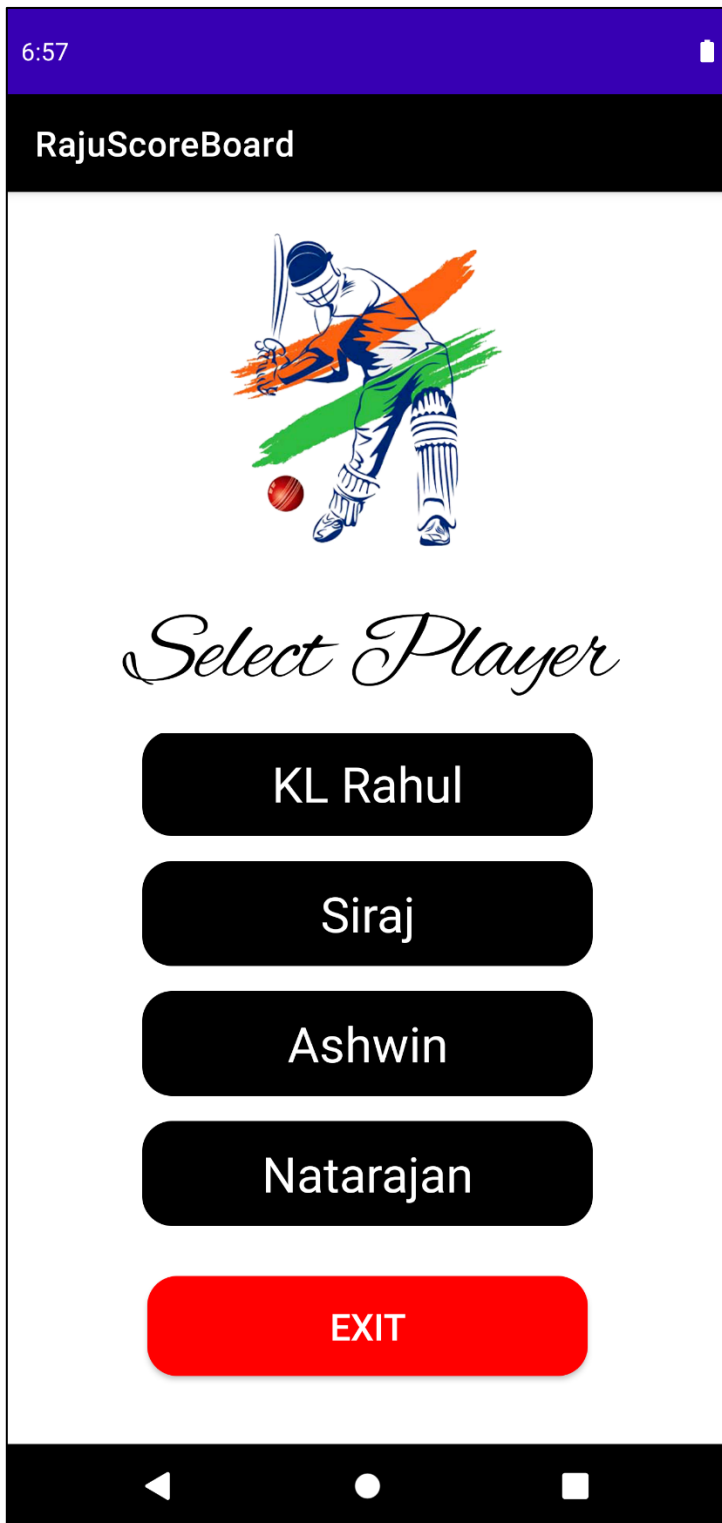 6:57
RajuScoreBoard
Select Player
KL Rahul
Siraj
Ashwin
Natarajan
EXIT